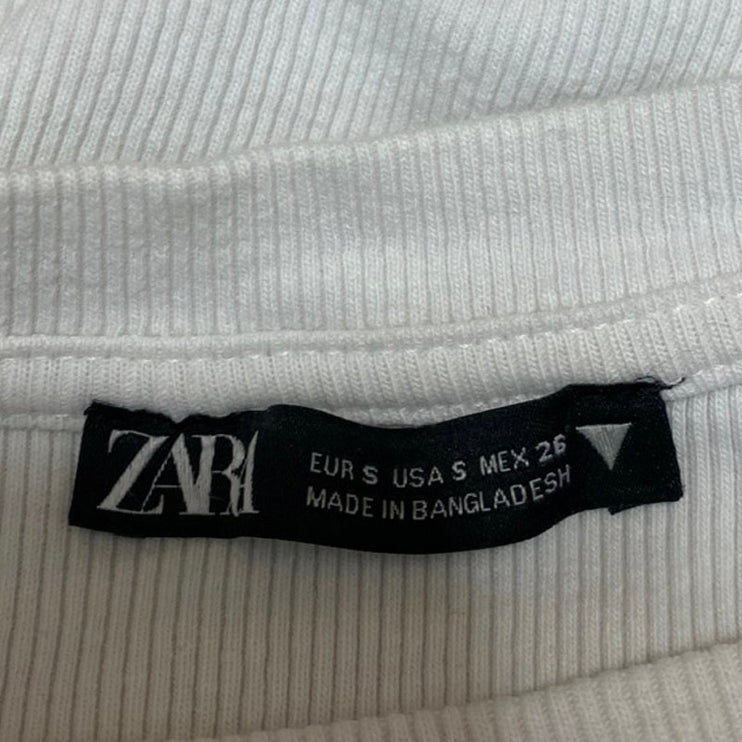 ZARA
EUR S USA S MEX 26
MADE IN BANGLADESH